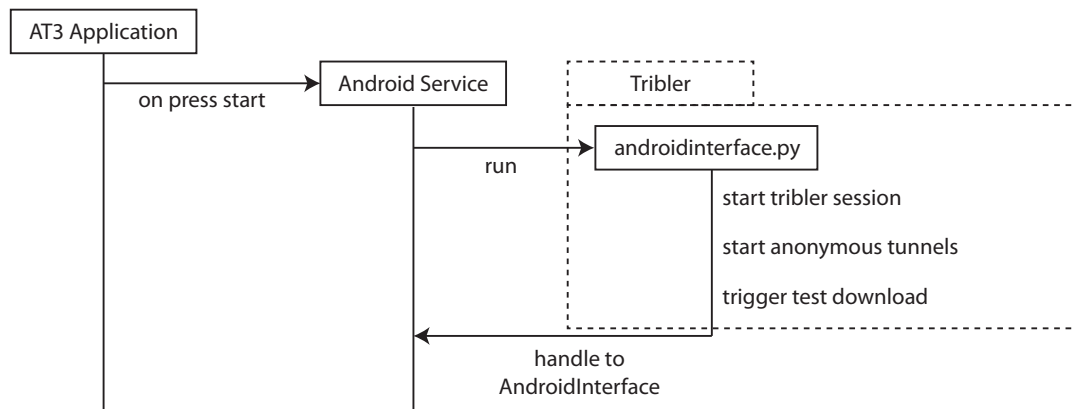 AT3 Application
on press start
Android Service
Tribler
run
androidinterface.py
start tribler session
start anonymous tunnels
trigger test download
handle to
AndroidInterface